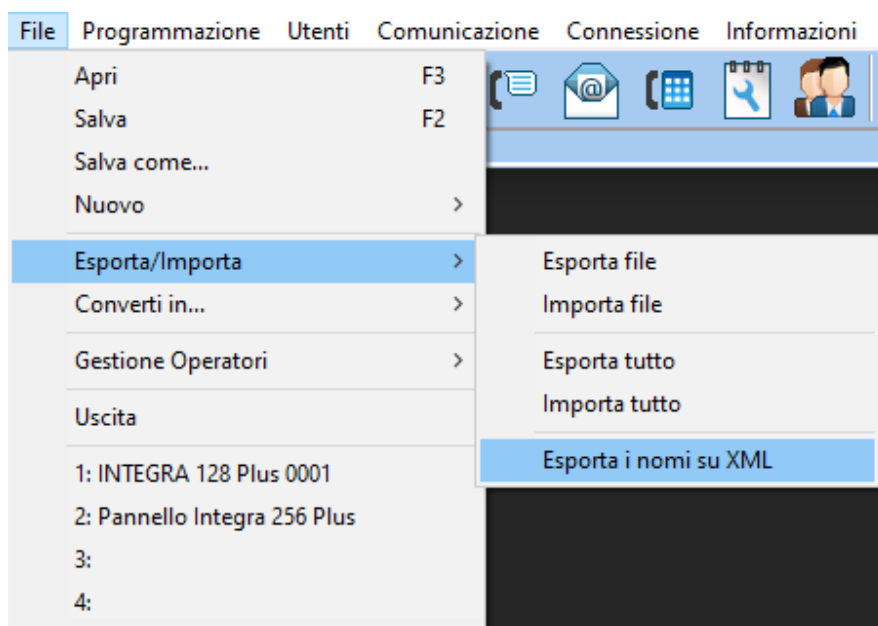 File Programmazione Utenti Comunicazione Connessione Informazioni
Apri F3
Salva F2
Salva come...
Nuovo
Esporta/Importa
Converti in...
Gestione Operatori
Uscita
1: INTEGRA 128 Plus 0001
2: Pannello Integra 256 Plus
3:
4:
Esporta file
Importa file
Esporta tutto
Importa tutto
Esporta i nomi su XML